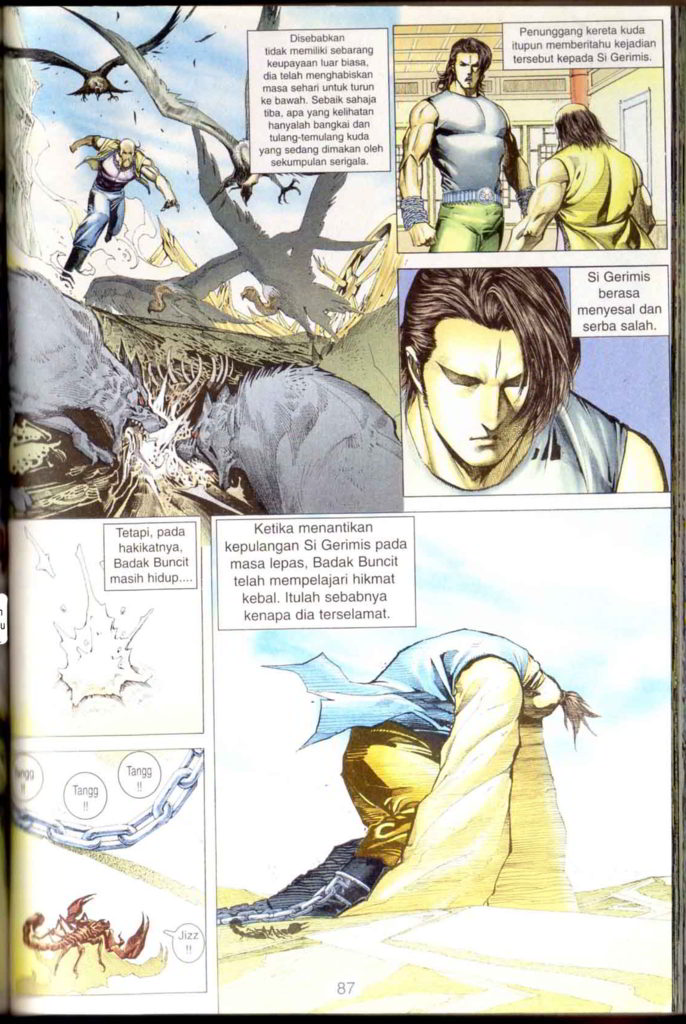 Disebabkan
tidak memiliki sebarang
keupayaan luar biasa,
dia telah menghabiskan
masa sehari untuk turun
ke bawah. Sebaik sahaja
tiba, apa yang kelihatan
hanyalah bangkai dan
tulang-temulang kuda
yang sedang dimakan oleh
sekumpulan serigala.
Penunggang kereta kuda
itupun memberitahu kejadian
tersebut kepada Si Gerimis.
Si Gerimis
berasa
menyesal dan
serba salah.
Tetapi, pada
hakikatnya,
Badak Buncit
masih hidup....
Ketika menantikan
kepulangan Si Gerimis pada
masa lepas, Badak Buncit
telah mempelajari hikmat
kebal. Itulah sebabnya
kenapa dia terselamat.
Tangg
!!
Tangg
!!
Tangg
!!
Jizz
!!
87